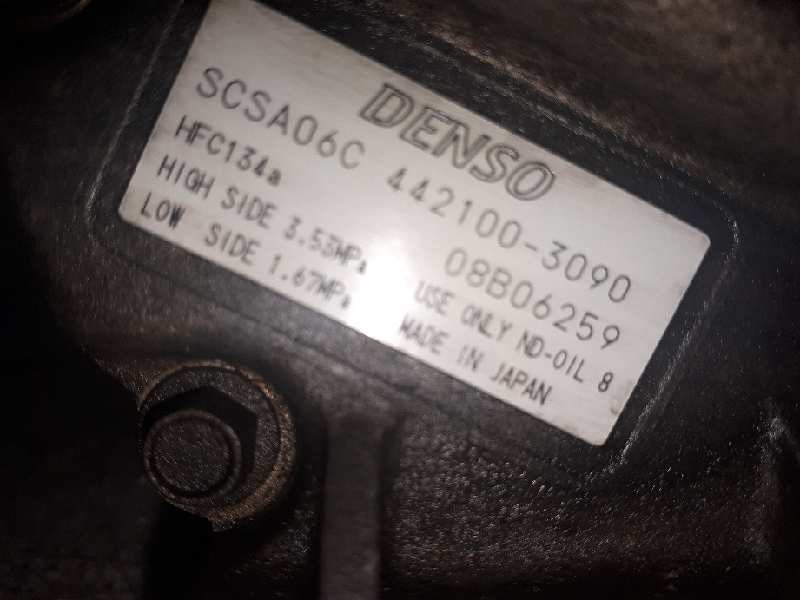 DENSO
SCSA06C 442100-3090
HFC134a 08B06259
HIGH SIDE 3.53MPa USE ONLY ND-OIL 8
LOW SIDE 1.67MPa MADE IN JAPAN